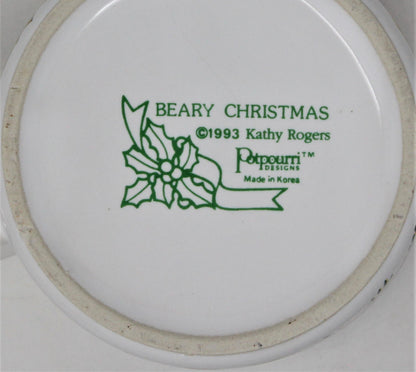 BEARY CHRISTMAS
©1993 Kathy Rogers
Potpourri™
DESIGNS
Made in Korea